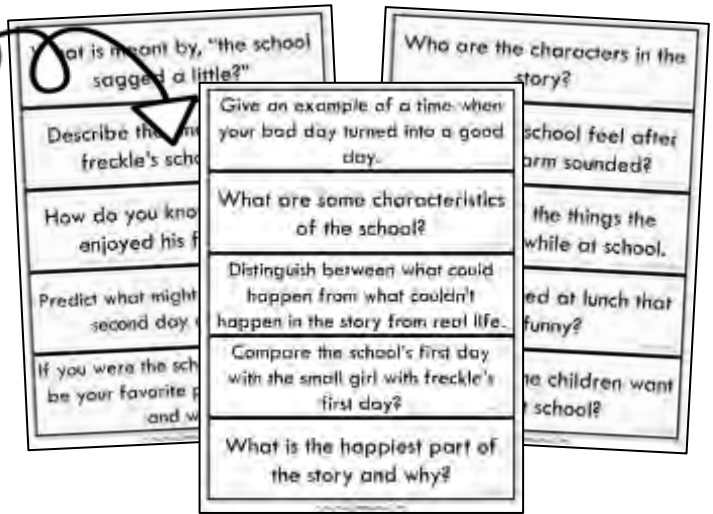 What is meant by, "the school
sagged a little?"
Describe the
freckle's
How do you
enjoyed his
Predict what might
second day
If you were the
be your favorite
and
Give an example of a time when
your bad day turned into a good
day.
What are some characteristics
of the school?
Distinguish between what could
happen from what couldn't
happen in the story from real life.
Compare the school's first day
with the small girl with freckle's
first day?
What is the happiest part of
the story and why?
Who are the characters in the
story?
school feel after
sounded?
the things the
while at school.
at lunch that
funny?
children want
school?